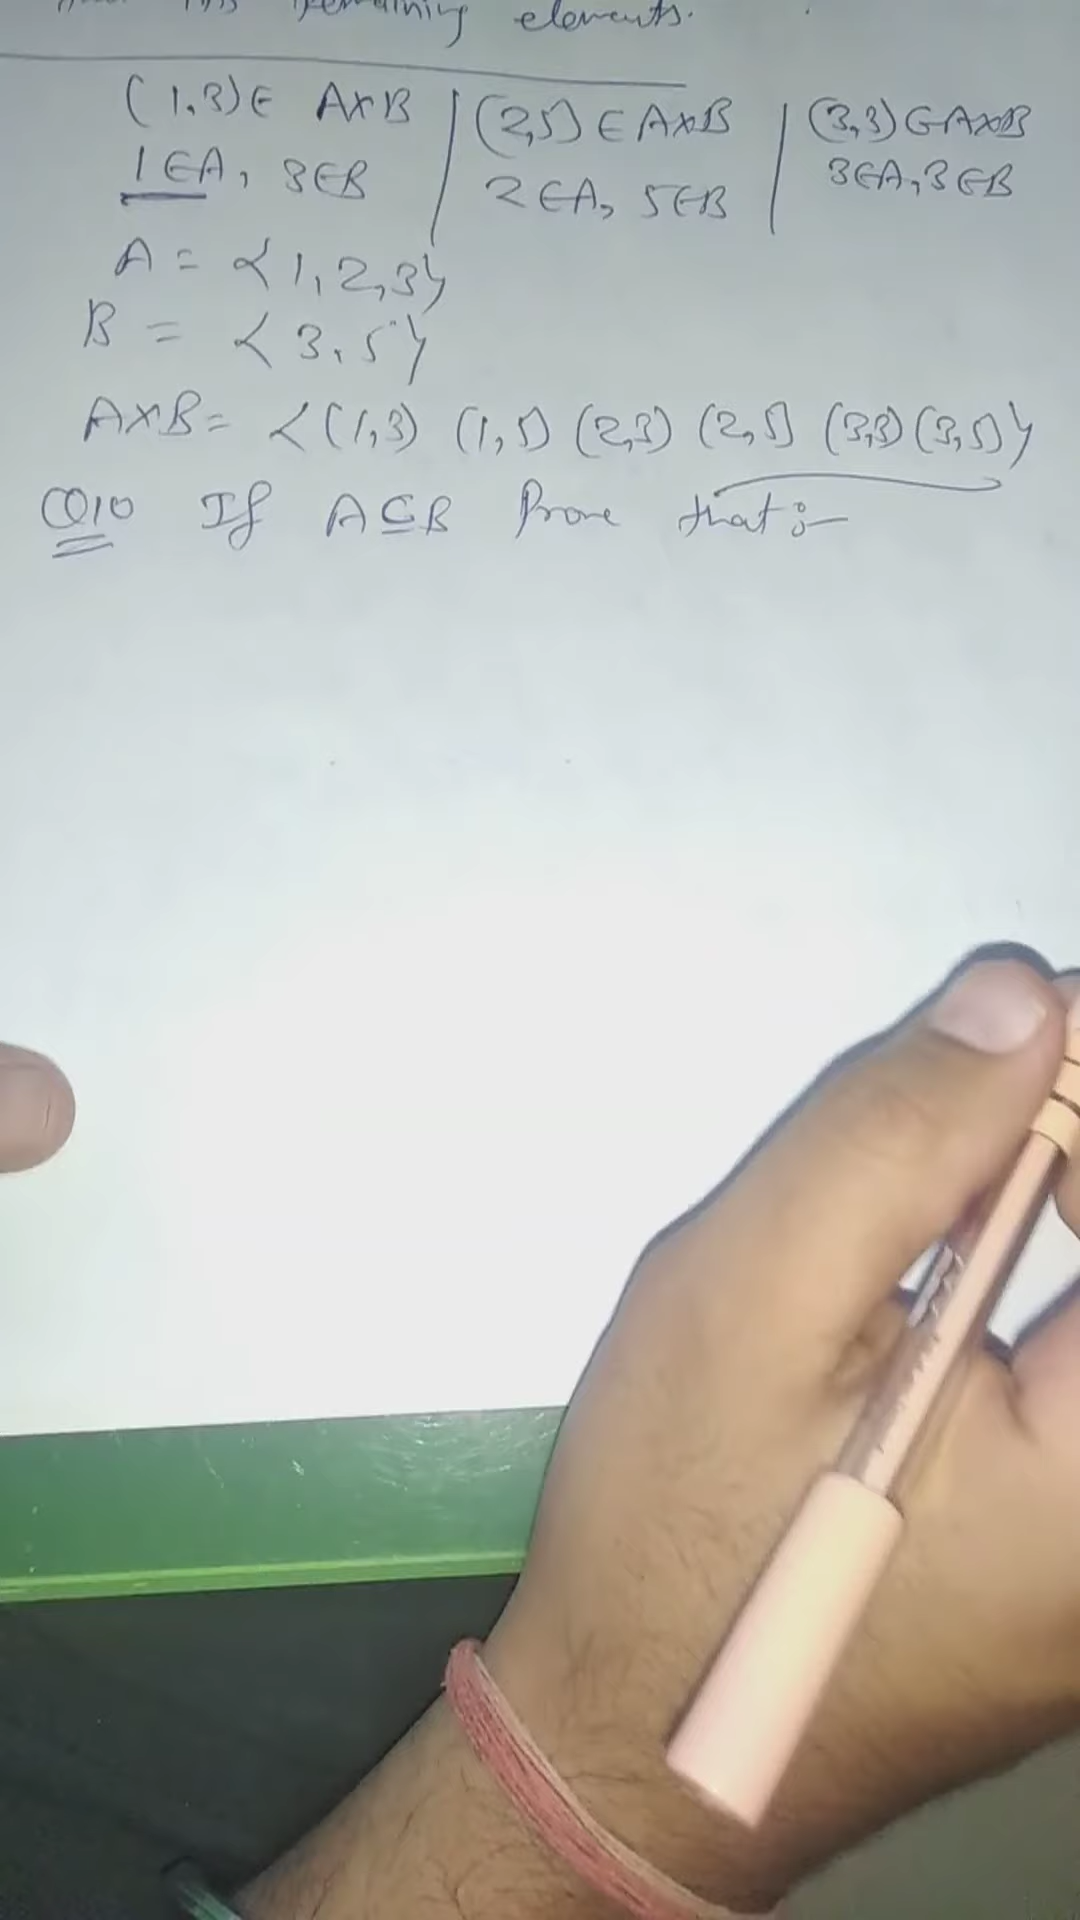 remaining elements.
(1,3) ∈ A×B | (2,5) ∈ A×B | (3,3) ∈ A×B
1 ∈ A, 3 ∈ B | 2 ∈ A, 5 ∈ B | 3 ∈ A, 3 ∈ B
A = {1, 2, 3}
B = {3, 5}
A×B = {(1,3) (1,5) (2,3) (2,5) (3,3) (3,5)}
Q10 If A ⊆ B Prove that :-